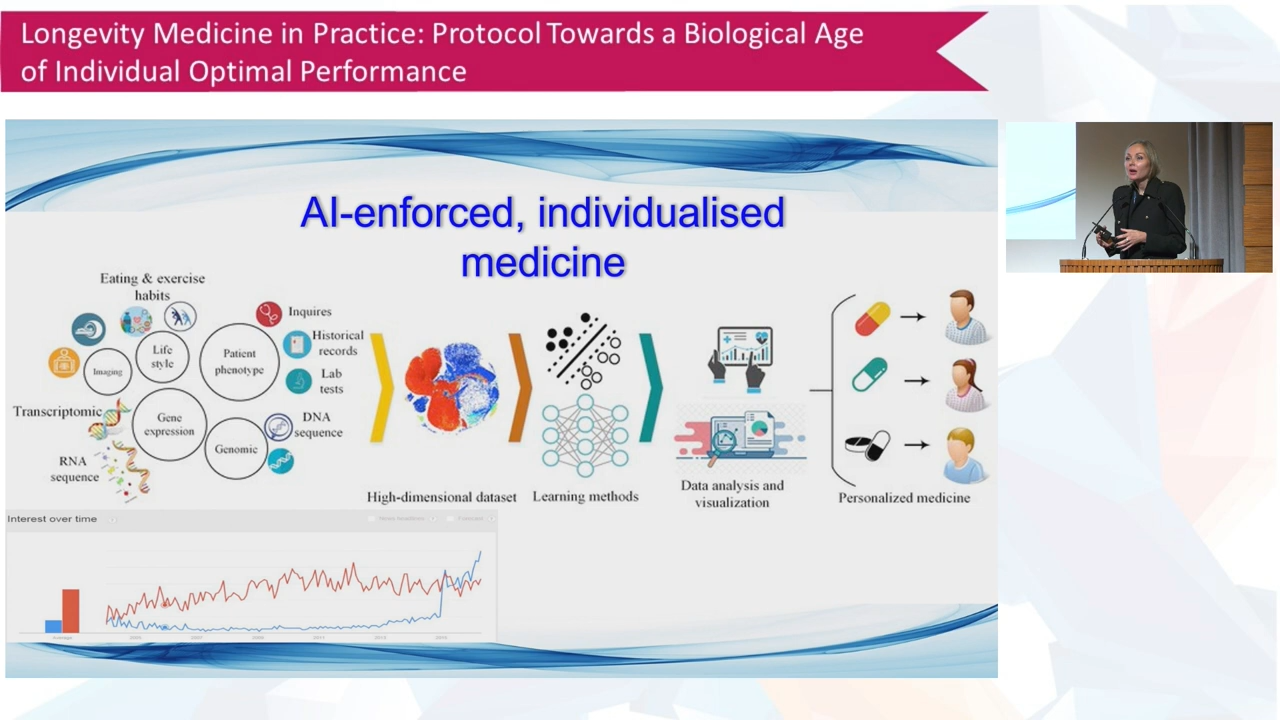 Longevity Medicine in Practice: Protocol Towards a Biological Age
of Individual Optimal Performance
AI-enforced, individualised
medicine
Eating & exercise
habits
Inquires
Historical
records
Life
style
Patient
phenotype
Imaging
Lab
tests
Transcriptomic
Gene
expression
DNA
sequence
Genomic
RNA
sequence
High-dimensional dataset
Learning methods
Data analysis and
visualization
Personalized medicine
Interest over time